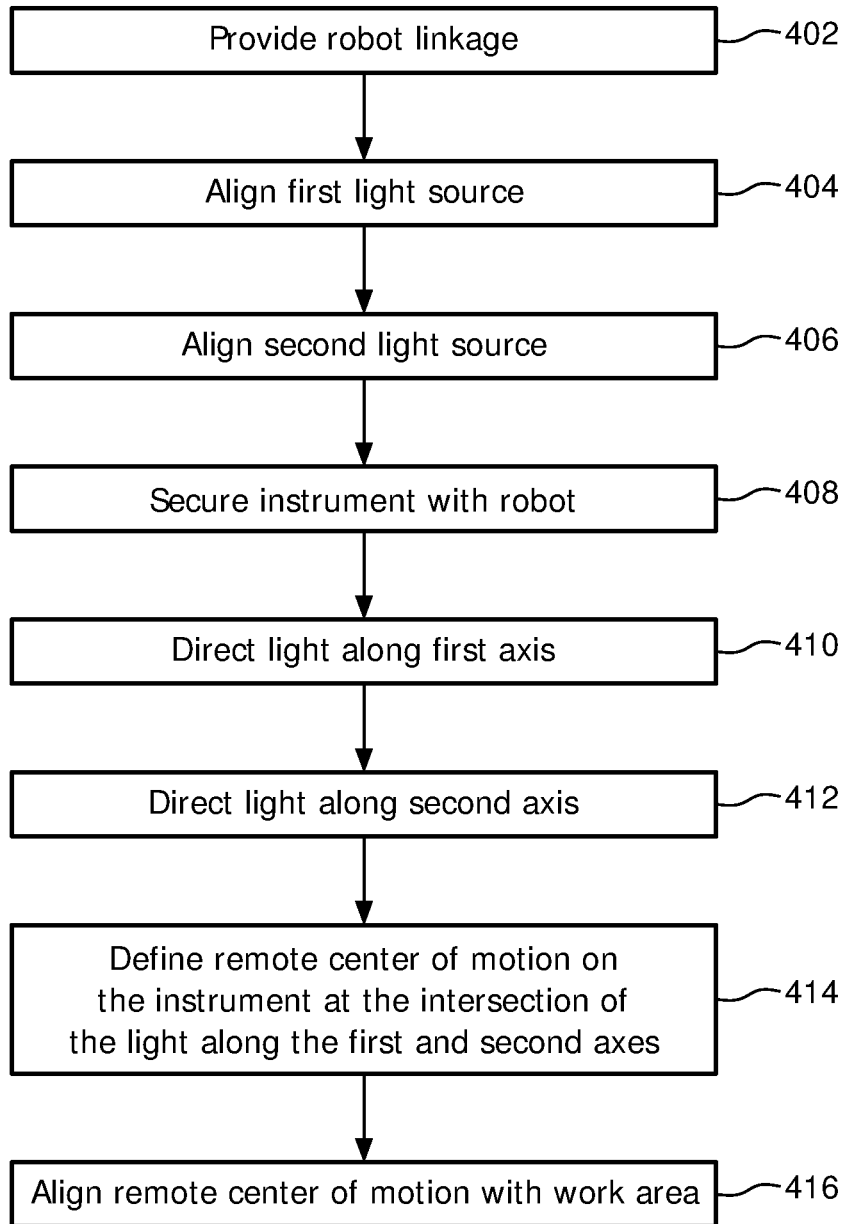 Provide robot linkage
402
Align first light source
404
Align second light source
406
Secure instrument with robot
408
Direct light along first axis
410
Direct light along second axis
412
Define remote center of motion on
the instrument at the intersection of
the light along the first and second axes
414
Align remote center of motion with work area
416